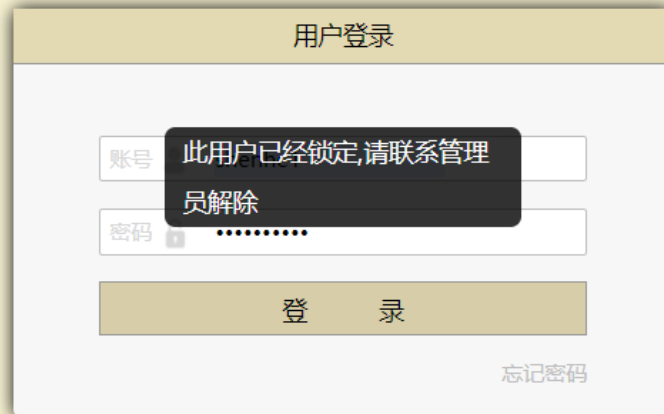 用户登录
账号
此用户已经锁定,请联系管理
员解除
密码 ••••••••••
登 录
忘记密码